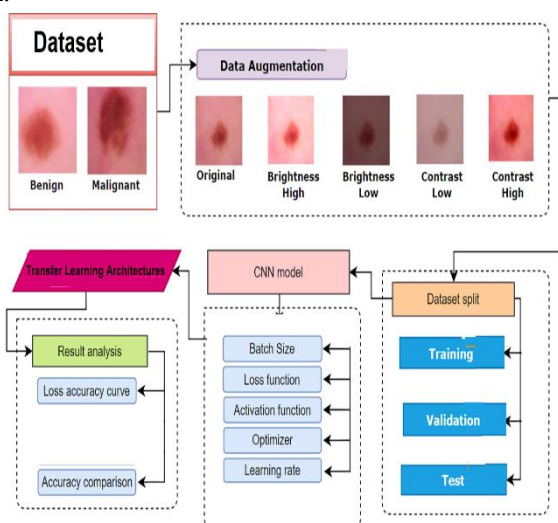 Dataset
Benign
Malignant
Data Augmentation
Original
Brightness
High
Brightness
Low
Contrast
Low
Contrast
High
Transfer Learning Architectures
CNN model
Dataset split
Result analysis
Loss accuracy curve
Accuracy comparison
Batch Size
Loss function
Activation function
Optimizer
Learning rate
Training
Validation
Test